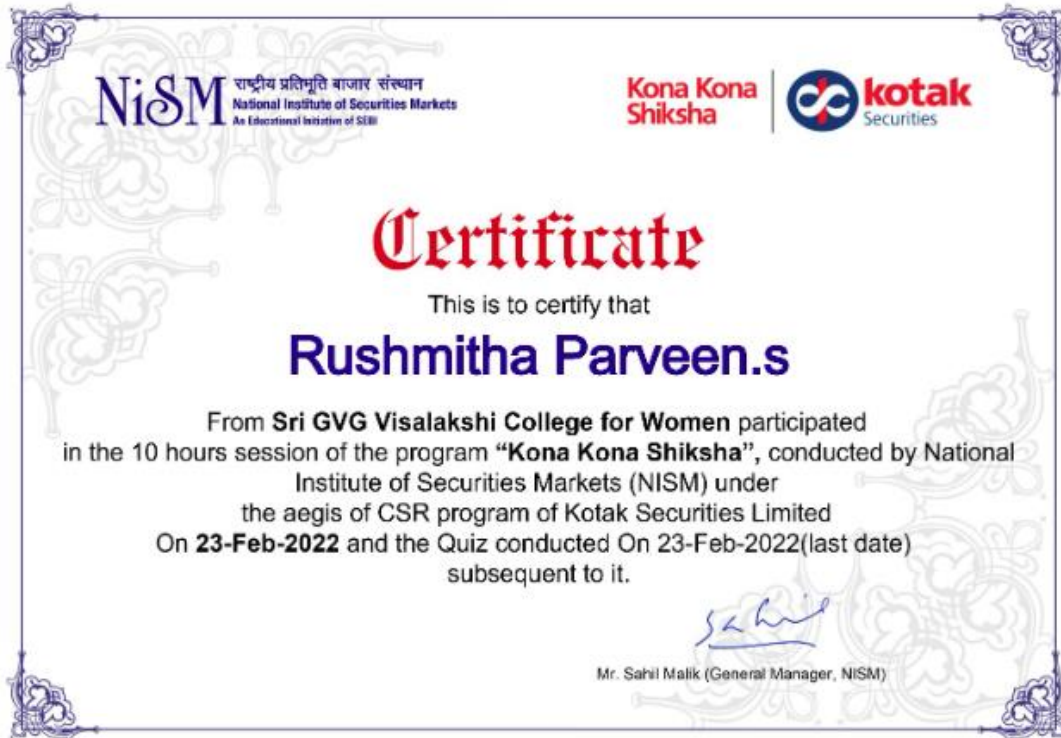 NiSM राष्ट्रीय प्रतिभूति बाजार संस्थान
National Institute of Securities Markets
An Educational Initiative of SEBI
Kona Kona
Shiksha
kotak
Securities
Certificate
This is to certify that
Rushmitha Parveen.s
From Sri GVG Visalakshi College for Women participated
in the 10 hours session of the program “Kona Kona Shiksha”, conducted by National
Institute of Securities Markets (NISM) under
the aegis of CSR program of Kotak Securities Limited
On 23-Feb-2022 and the Quiz conducted On 23-Feb-2022(last date)
subsequent to it.
Sahil
Mr. Sahil Malik (General Manager, NISM)